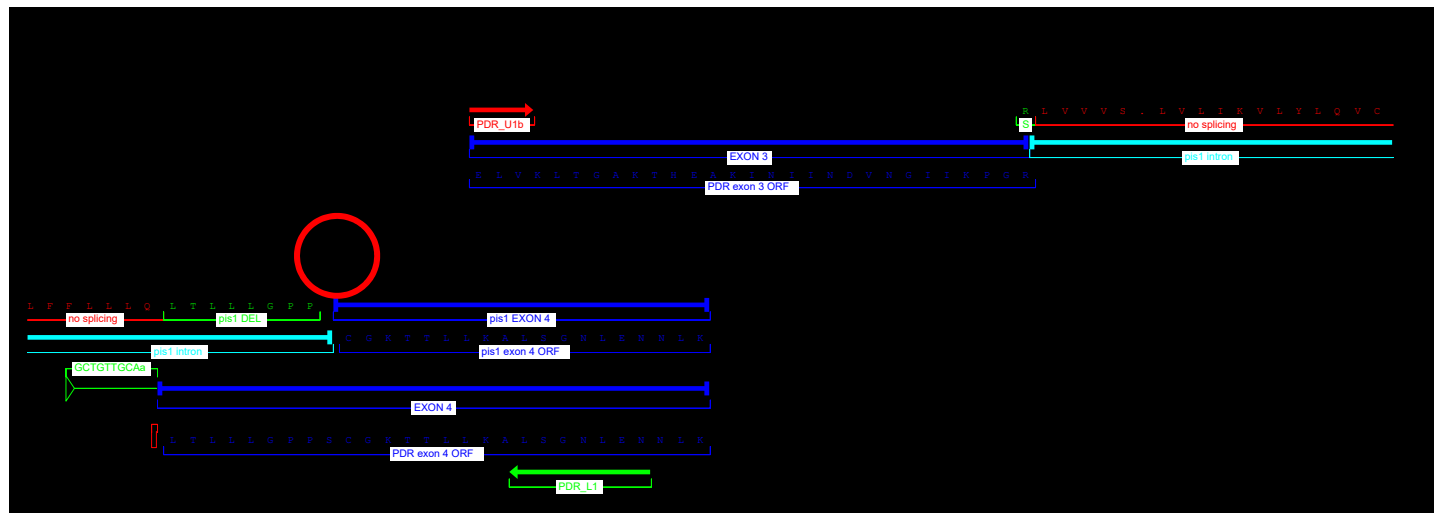 R L V V V S . L V L I K V L Y L Q V C
PDR_U1b
S
no splicing
EXON 3
pis1 intron
PDR exon 3 ORF
L F F L L L Q L T L L L G P P
no splicing
pis1 DEL
pis1 EXON 4
pis1 intron
pis1 exon 4 ORF
GCTGTTGCAa
EXON 4
PDR exon 4 ORF
PDR_L1